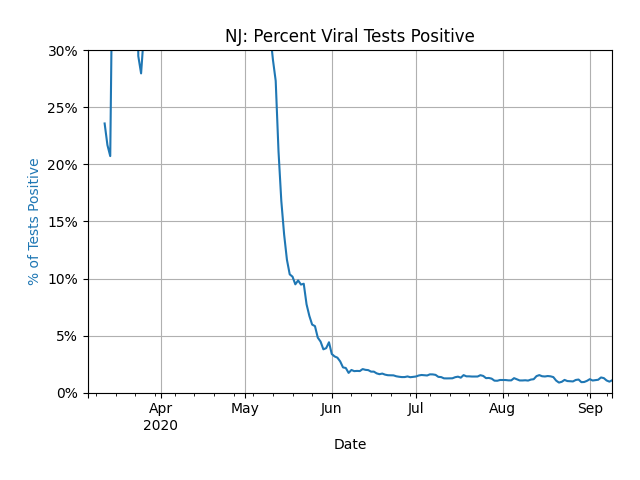 NJ: Percent Viral Tests Positive
30%
25%
20%
15%
10%
5%
0%
% of Tests Positive
Apr
2020
May
Jun
Jul
Aug
Sep
Date